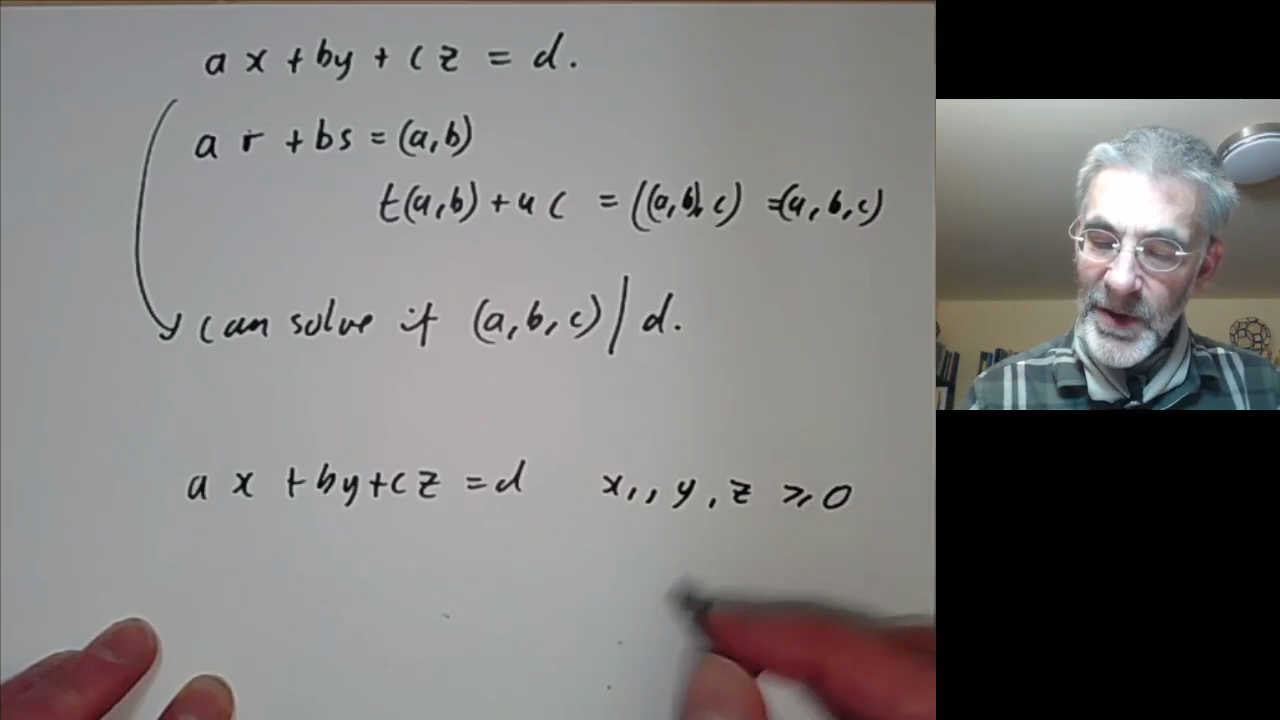 ax + by + cz = d.
ar + bs = (a,b)
t(a,b) + uc = ((a,b), c) = (a, b, c)
can solve if (a, b, c) | d.
ax + by + cz = d x,, y, z ⩾ 0